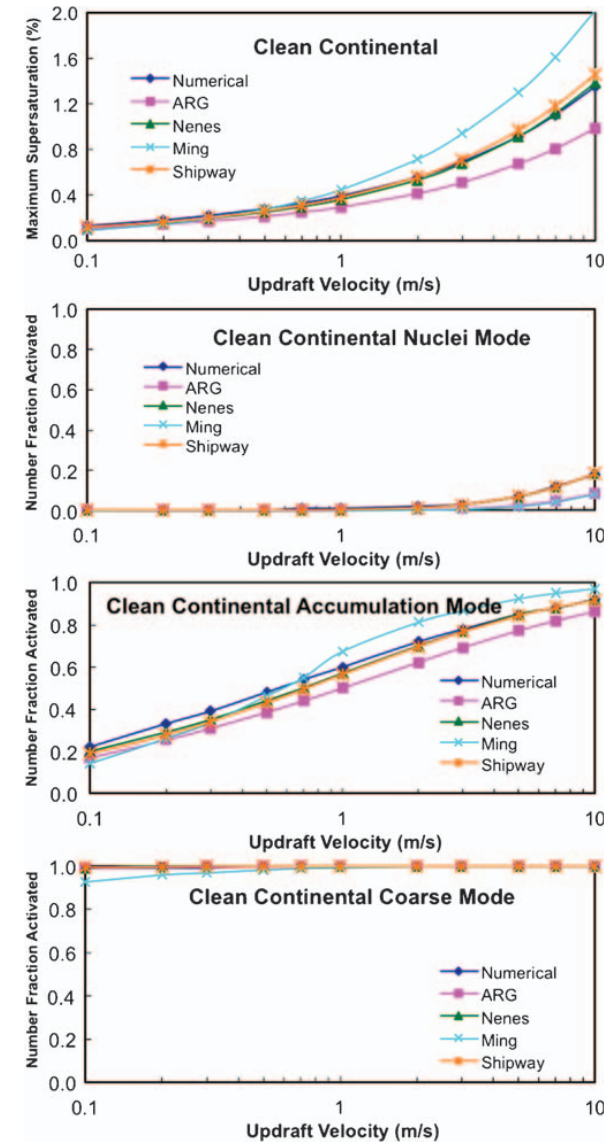 Clean Continental
Maximum Supersaturation (%)
2.0
1.6
1.2
0.8
0.4
0.0
Numerical
ARG
Nenes
Ming
Shipway
0.1
1
10
Updraft Velocity (m/s)
Clean Continental Nuclei Mode
Number Fraction Activated
1.0
0.8
0.6
0.4
0.2
0.0
Numerical
ARG
Nenes
Ming
Shipway
0.1
1
10
Updraft Velocity (m/s)
Clean Continental Accumulation Mode
Number Fraction Activated
1.0
0.8
0.6
0.4
0.2
0.0
Numerical
ARG
Nenes
Ming
Shipway
0.1
1
10
Updraft Velocity (m/s)
Clean Continental Coarse Mode
Number Fraction Activated
1.0
0.8
0.6
0.4
0.2
0.0
Numerical
ARG
Nenes
Ming
Shipway
0.1
1
10
Updraft Velocity (m/s)